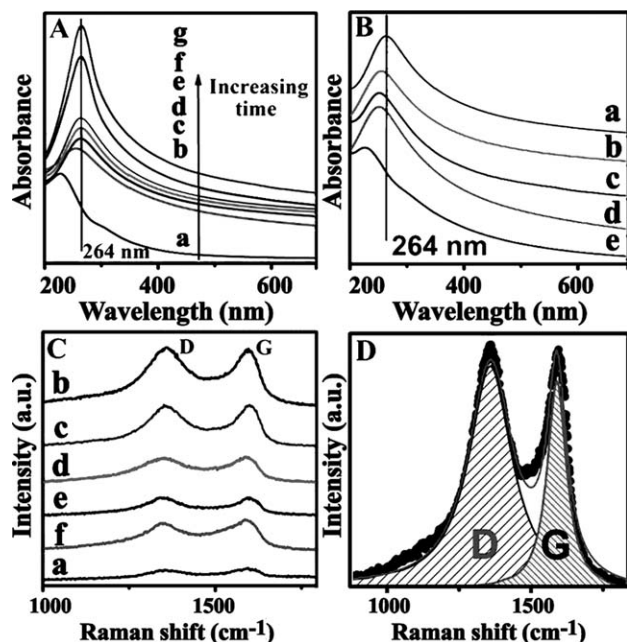 A
g
f
e
d
c
b
a
Increasing
time
264 nm
Absorbance
200 400 600
Wavelength (nm)
B
a
b
c
d
e
264 nm
Absorbance
200 400 600
Wavelength (nm)
C
D G
b
c
d
e
f
a
Intensity (a.u.)
1000 1500
Raman shift (cm-1)
D
D G
Intensity (a.u.)
1000 1500
Raman shift (cm-1)